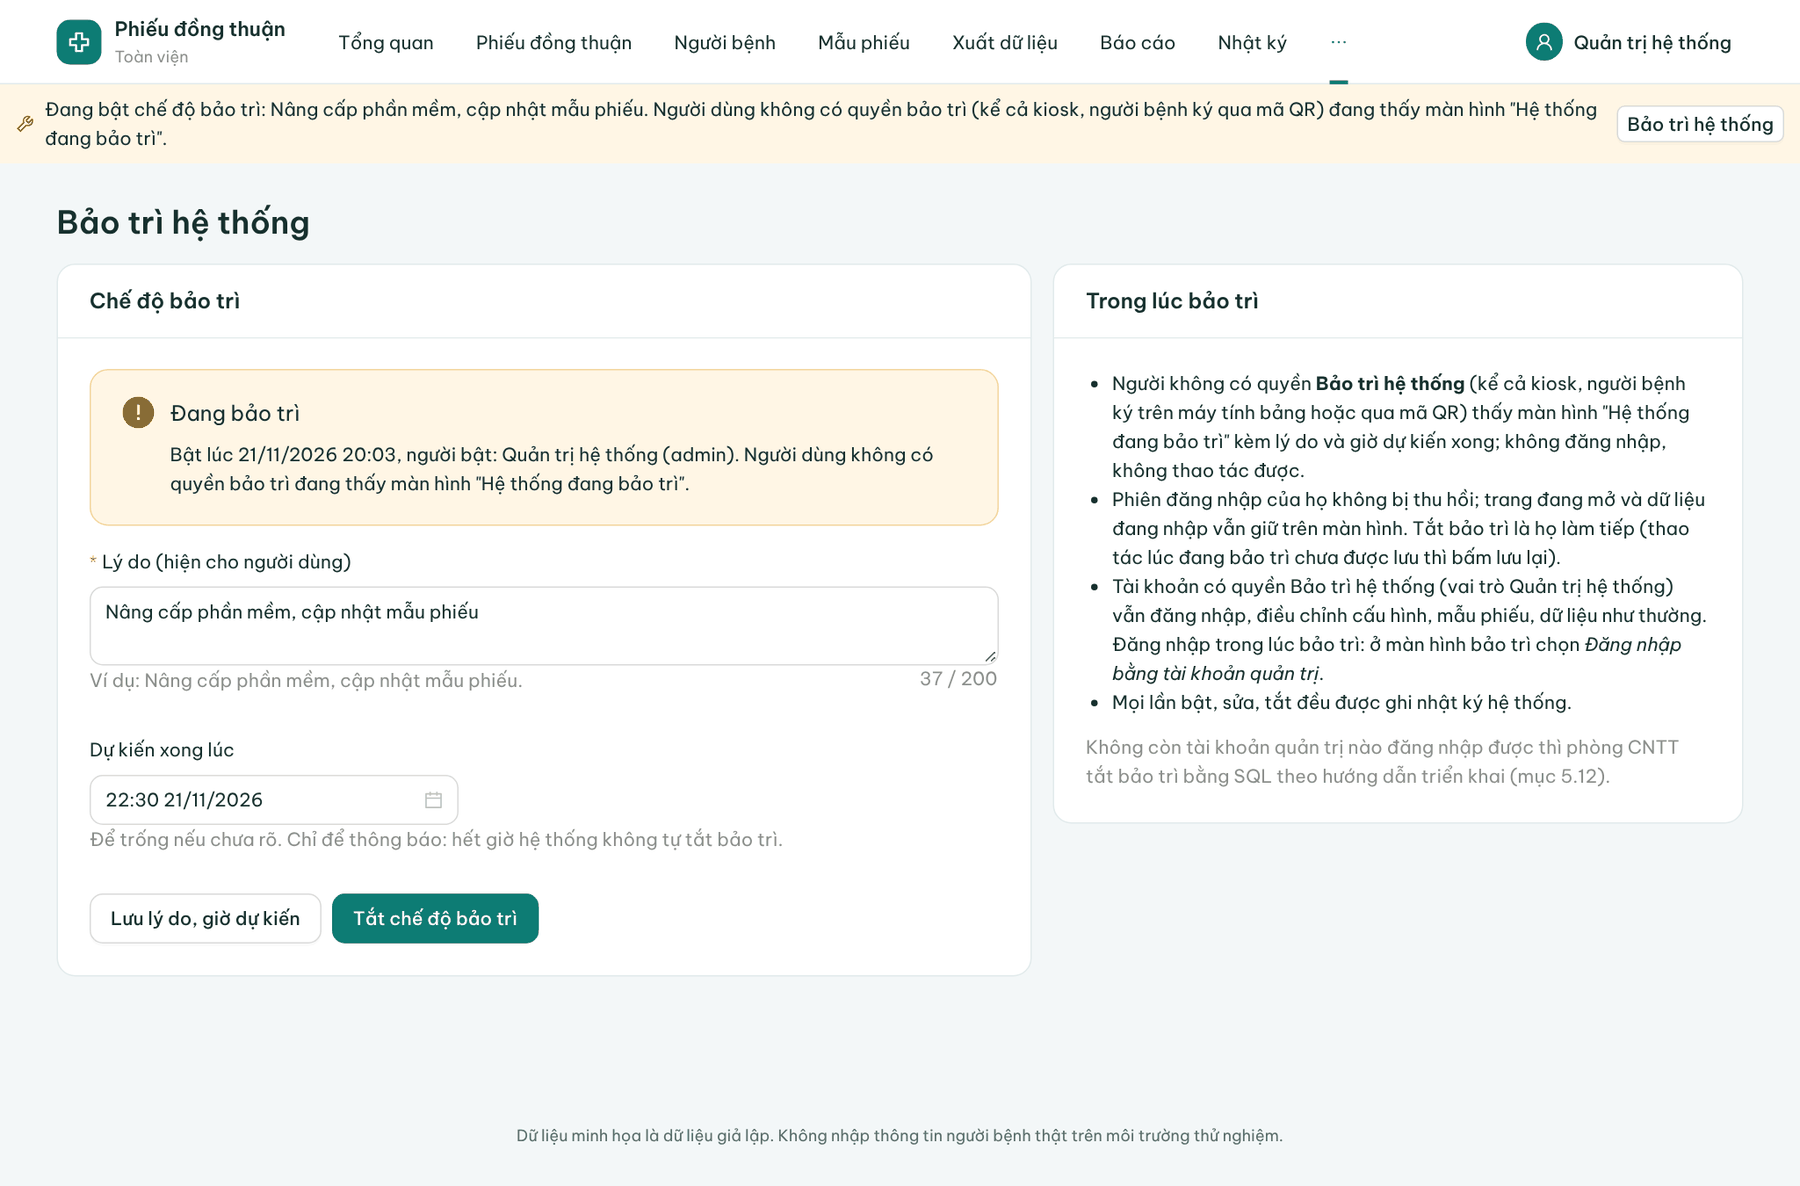 Phiếu đồng thuận
Toàn viện
Tổng quan
Phiếu đồng thuận
Người bệnh
Mẫu phiếu
Xuất dữ liệu
Báo cáo
Nhật ký
···
Quản trị hệ thống
Đang bật chế độ bảo trì: Nâng cấp phần mềm, cập nhật mẫu phiếu. Người dùng không có quyền bảo trì (kể cả kiosk, người bệnh ký qua mã QR) đang thấy màn hình "Hệ thống
đang bảo trì".
Bảo trì hệ thống
Bảo trì hệ thống
Chế độ bảo trì
Đang bảo trì
Bật lúc 21/11/2026 20:03, người bật: Quản trị hệ thống (admin). Người dùng không có
quyền bảo trì đang thấy màn hình "Hệ thống đang bảo trì".
* Lý do (hiện cho người dùng)
Nâng cấp phần mềm, cập nhật mẫu phiếu
Ví dụ: Nâng cấp phần mềm, cập nhật mẫu phiếu.
37 / 200
Dự kiến xong lúc
22:30 21/11/2026
Để trống nếu chưa rõ. Chỉ để thông báo: hết giờ hệ thống không tự tắt bảo trì.
Lưu lý do, giờ dự kiến
Tắt chế độ bảo trì
Trong lúc bảo trì
• Người không có quyền Bảo trì hệ thống (kể cả kiosk, người bệnh
ký trên máy tính bảng hoặc qua mã QR) thấy màn hình "Hệ thống
đang bảo trì" kèm lý do và giờ dự kiến xong; không đăng nhập,
không thao tác được.
• Phiên đăng nhập của họ không bị thu hồi; trang đang mở và dữ liệu
đang nhập vẫn giữ trên màn hình. Tắt bảo trì là họ làm tiếp (thao
tác lúc đang bảo trì chưa được lưu thì bấm lưu lại).
• Tài khoản có quyền Bảo trì hệ thống (vai trò Quản trị hệ thống)
vẫn đăng nhập, điều chỉnh cấu hình, mẫu phiếu, dữ liệu như thường.
Đăng nhập trong lúc bảo trì: ở màn hình bảo trì chọn Đăng nhập
bằng tài khoản quản trị.
• Mọi lần bật, sửa, tắt đều được ghi nhật ký hệ thống.
Không còn tài khoản quản trị nào đăng nhập được thì phòng CNTT
tắt bảo trì bằng SQL theo hướng dẫn triển khai (mục 5.12).
Dữ liệu minh họa là dữ liệu giả lập. Không nhập thông tin người bệnh thật trên môi trường thử nghiệm.